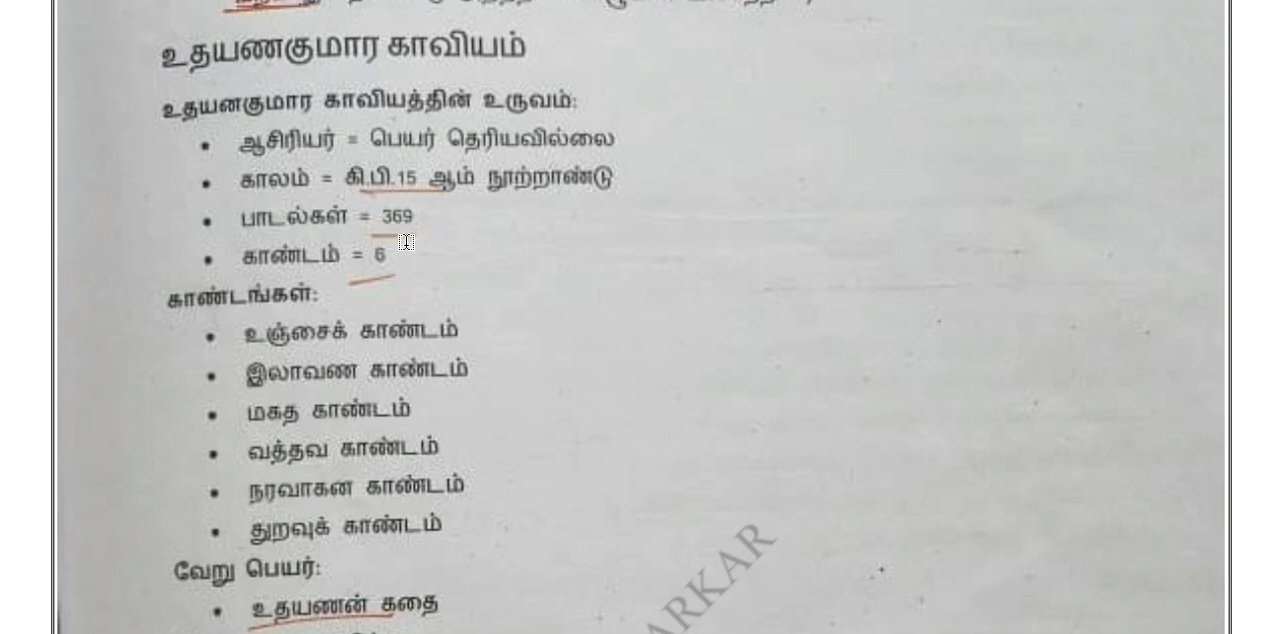 உதயணகுமார காவியம்
உதயனகுமார காவியத்தின் உருவம்:
• ஆசிரியர் = பெயர் தெரியவில்லை
• காலம் = கி.பி.15 ஆம் நூற்றாண்டு
• பாடல்கள் = 369
• காண்டம் = 6
காண்டங்கள்:
• உஞ்சைக் காண்டம்
• இலாவண காண்டம்
• மகத காண்டம்
• வத்தவ காண்டம்
• நரவாகன காண்டம்
• துறவுக் காண்டம்
வேறு பெயர்:
• உதயணன் கதை
ARKAR